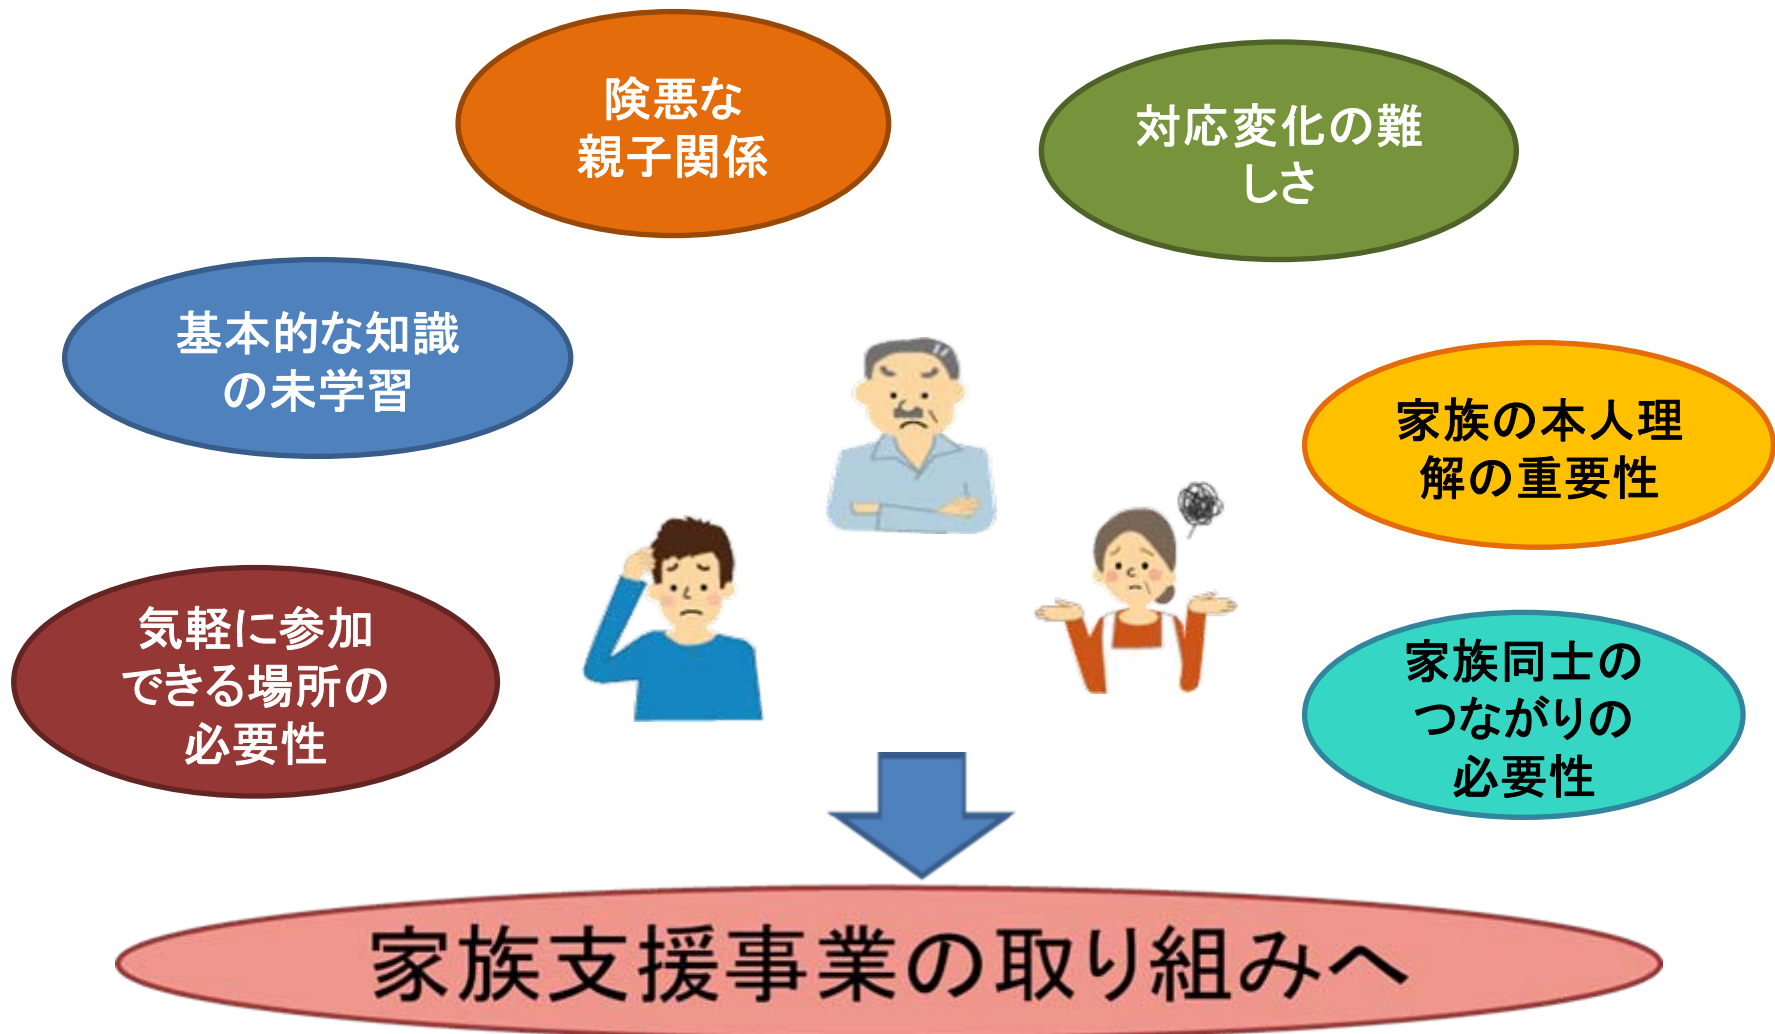 険悪な
親子関係
対応変化の難
しさ
基本的な知識
の未学習
家族の本人理
解の重要性
気軽に参加
できる場所の
必要性
家族同士の
つながりの
必要性
家族支援事業の取り組みへ